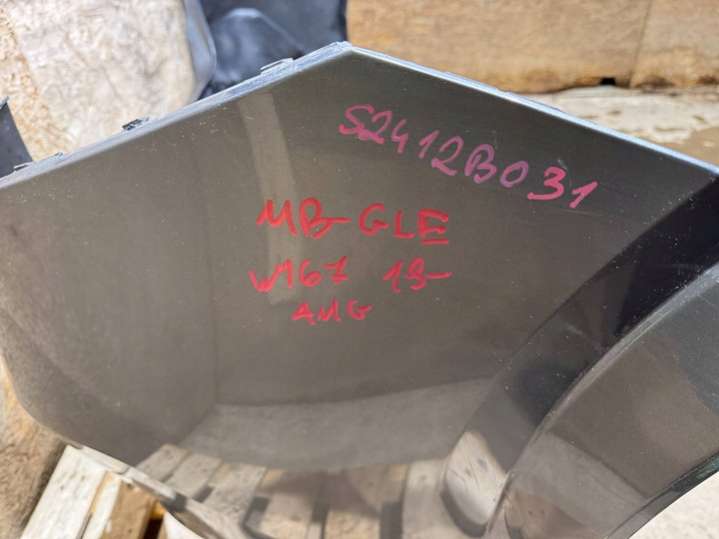 S2412B031
MB-GLE
W167 19-
AMG